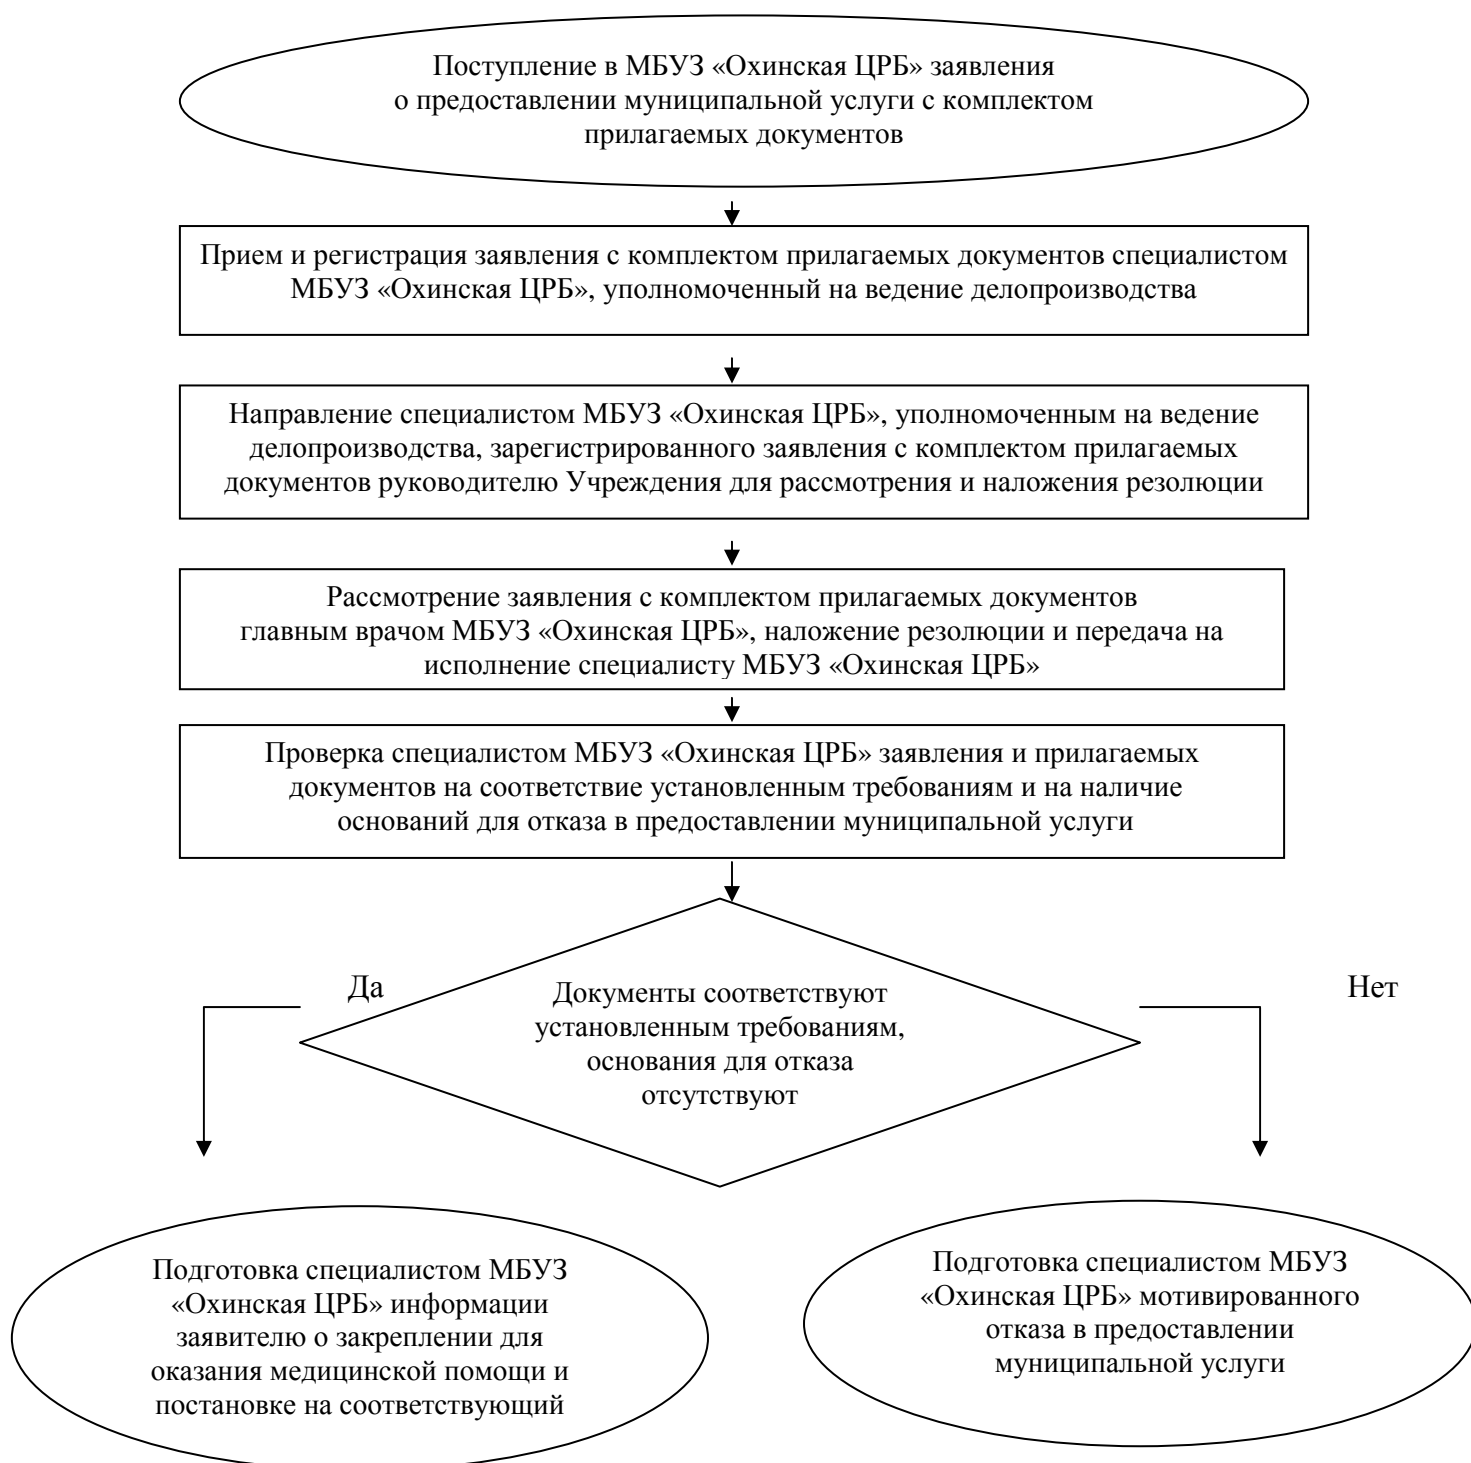 Поступление в МБУЗ «Охинская ЦРБ» заявления
о предоставлении муниципальной услуги с комплектом
прилагаемых документов
Прием и регистрация заявления с комплектом прилагаемых документов специалистом
МБУЗ «Охинская ЦРБ», уполномоченный на ведение делопроизводства
Направление специалистом МБУЗ «Охинская ЦРБ», уполномоченным на ведение
делопроизводства, зарегистрированного заявления с комплектом прилагаемых
документов руководителю Учреждения для рассмотрения и наложения резолюции
Рассмотрение заявления с комплектом прилагаемых документов
главным врачом МБУЗ «Охинская ЦРБ», наложение резолюции и передача на
исполнение специалисту МБУЗ «Охинская ЦРБ»
Проверка специалистом МБУЗ «Охинская ЦРБ» заявления и прилагаемых
документов на соответствие установленным требованиям и на наличие
оснований для отказа в предоставлении муниципальной услуги
Да
Нет
Документы соответствуют
установленным требованиям,
основания для отказа
отсутствуют
Подготовка специалистом МБУЗ
«Охинская ЦРБ» информации
заявителю о закреплении для
оказания медицинской помощи и
постановке на соответствующий
Подготовка специалистом МБУЗ
«Охинская ЦРБ» мотивированного
отказа в предоставлении
муниципальной услуги